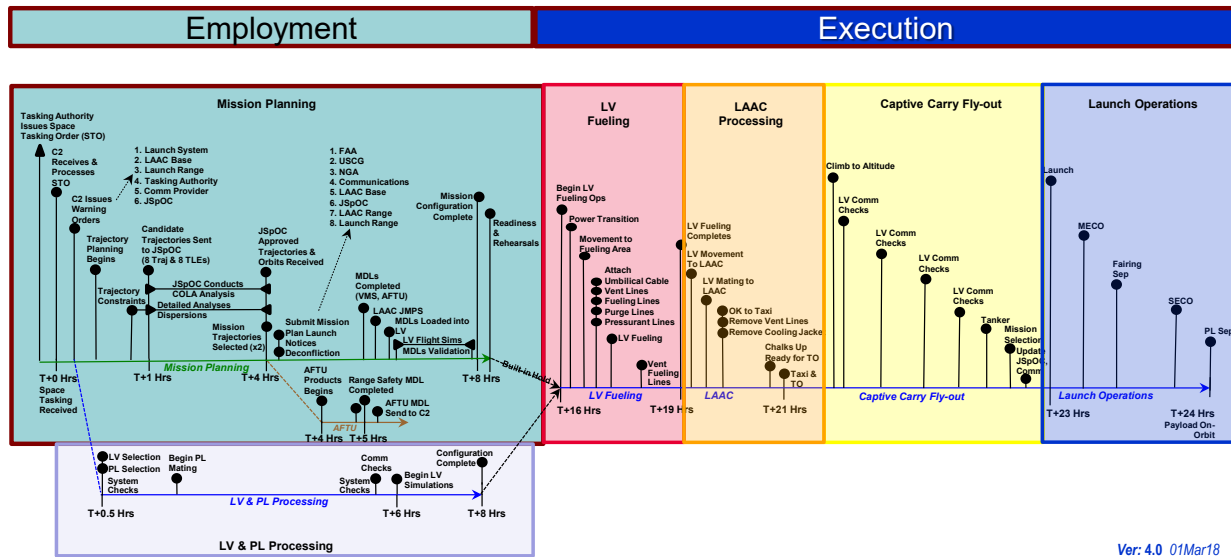 Employment
Execution
Mission Planning
Tasking Authority
Issues Space
Tasking Order (STO)
C2
Receives &
Processes
STO
C2 Issues
Warning
Orders
1. Launch System
2. LAAC Base
3. Launch Range
4. Tasking Authority
5. Comm Provider
6. JSpOC
Trajectory
Planning
Begins
Trajectory
Constraints
Candidate
Trajectories Sent
to JSpOC
(8 Traj & 8 TLEs)
JSpOC Conducts
COLA Analysis
Detailed Analyses
Dispersions
JSpOC
Approved
Trajectories &
Orbits Received
Mission
Trajectories
Selected (x2)
1. FAA
2. USCG
3. NGA
4. Communications
5. LAAC Base
6. JSpOC
7. LAAC Range
8. Launch Range
Submit Mission
Plan Launch
Notices
Deconfliction
MDLs
Completed
(VMS, AFTU)
LAAC JMPS
MDLs Loaded into
LV
LV Flight Sims
MDLs Validation
Mission
Configuration
Complete
Readiness
&
Rehearsals
Mission Planning
T+0 Hrs
Space
Tasking
Received
T+1 Hrs
T+4 Hrs
T+8 Hrs
Built-in Hold
AFTU
Products
Begins
Range Safety MDL
Completed
AFTU MDL
Send to C2
AFTU
T+4 Hrs
T+5 Hrs
LV Selection
PL Selection
System
Checks
Begin PL
Mating
Comm
Checks
System
Checks
Begin LV
Simulations
Configuration
Complete
LV & PL Processing
T+0.5 Hrs
T+6 Hrs
T+8 Hrs
LV & PL Processing
LV
Fueling
Begin LV
Fueling Ops
Power Transition
Movement to
Fueling Area
Attach
Umbilical Cable
Vent Lines
Fueling Lines
Purge Lines
Pressurant Lines
LV Fueling
Vent
Fueling
Lines
LV Fueling
T+16 Hrs
T+19 Hrs
LAAC
Processing
LV Fueling
Completes
LV Movement
To LAAC
LV Mating to
LAAC
OK to Taxi
Remove Vent Lines
Remove Cooling Jacke
Chalks Up
Ready for TO
Taxi &
TO
LAAC
T+21 Hrs
Captive Carry Fly-out
Climb to Altitude
LV Comm
Checks
LV Comm
Checks
LV Comm
Checks
LV Comm
Checks
Tanker
Mission
Selection
Update
JSpOC,
Comm
Captive Carry Fly-out
Launch Operations
Launch
MECO
Fairing
Sep
SECO
PL Sep
Launch Operations
T+23 Hrs
T+24 Hrs
Payload On-
Orbit
Ver: 4.0 01Mar18